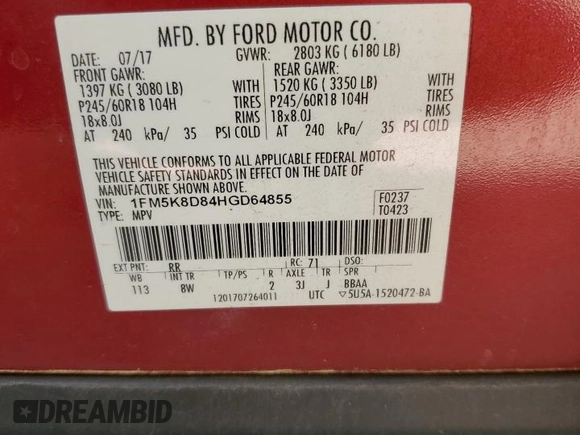 MFD. BY FORD MOTOR CO.
DATE: 07/17 GVWR: 2803 KG ( 6180 LB)
FRONT GAWR: REAR GAWR:
1397 KG ( 3080 LB) WITH 1520 KG ( 3350 LB) WITH
P245/60R18 104H TIRES P245/60R18 104H TIRES
18x8.0J RIMS 18x8.0J RIMS
AT 240 kPa/ 35 PSI COLD AT 240 kPa/ 35 PSI COLD
THIS VEHICLE CONFORMS TO ALL APPLICABLE FEDERAL MOTOR
VEHICLE SAFETY STANDARDS IN EFFECT ON THE DATE OF
MANUFACTURE SHOWN ABOVE.
VIN: 1FM5K8D84HGD64855 F0237
TYPE: MPV T0423
EXT PNT: RR RC: 71 DSO:
WB INT TR TP/PS R AXLE TR SPR
113 8W 2 3J J BBAA
1201707264011 UTC ▽5U5A-1520472-BA
DREAMBID